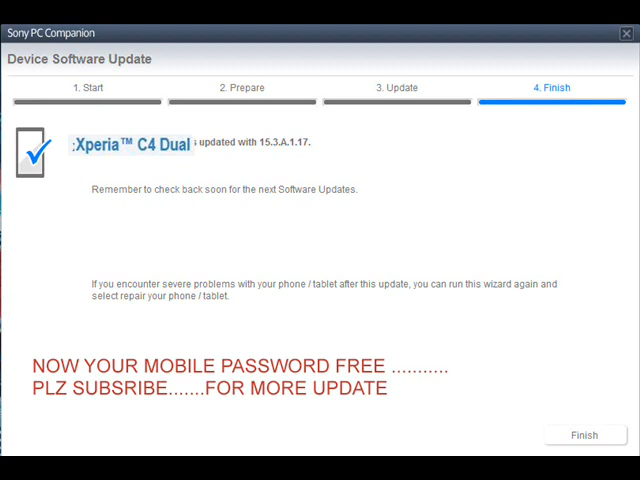 Sony PC Companion
Device Software Update
1. Start
2. Prepare
3. Update
4. Finish
:Xperia™ C4 Dual s updated with 15.3.A.1.17.
Remember to check back soon for the next Software Updates.
If you encounter severe problems with your phone / tablet after this update, you can run this wizard again and
select repair your phone / tablet.
NOW YOUR MOBILE PASSWORD FREE ...........
PLZ SUBSRIBE.......FOR MORE UPDATE
Finish